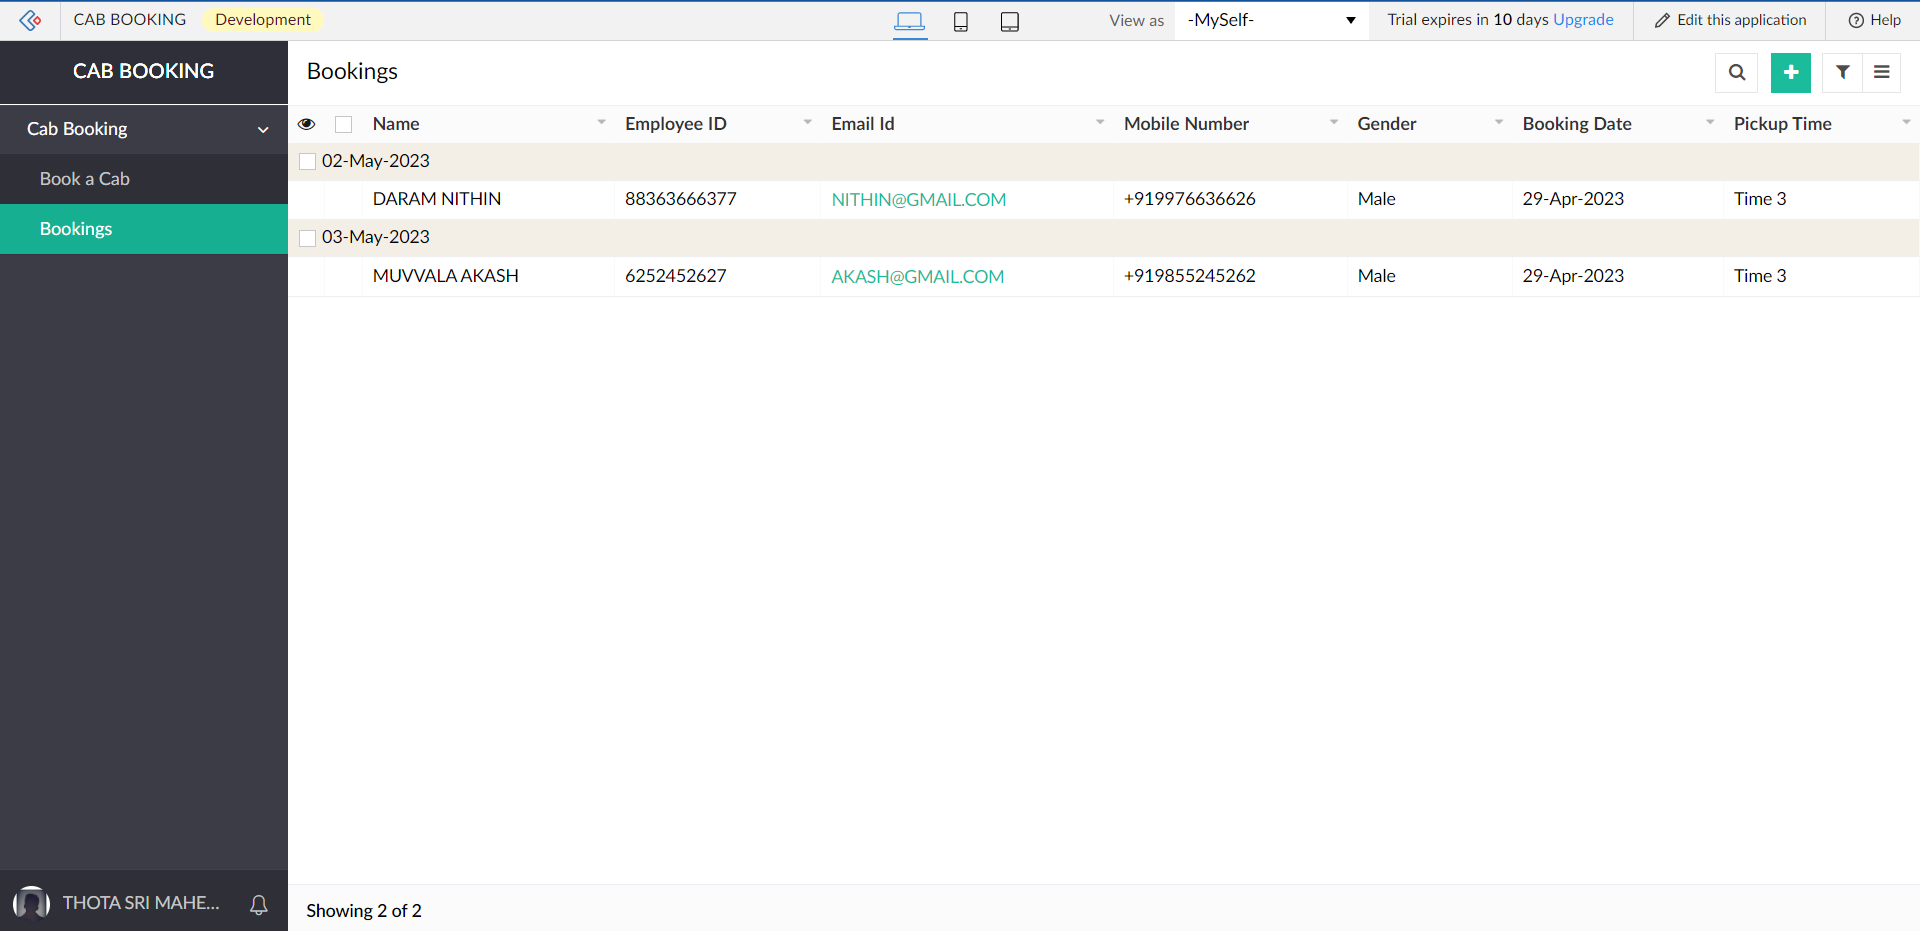 CAB BOOKING Development View as -MySelf- Trial expires in 10 days Upgrade Edit this application Help
CAB BOOKING
Cab Booking
Book a Cab
Bookings
THOTA SRI MAHE...
Bookings
Name Employee ID Email Id Mobile Number Gender Booking Date Pickup Time
02-May-2023
DARAM NITHIN 88363666377 NITHIN@GMAIL.COM +919976636626 Male 29-Apr-2023 Time 3
03-May-2023
MUVVALA AKASH 6252452627 AKASH@GMAIL.COM +919855245262 Male 29-Apr-2023 Time 3
Showing 2 of 2